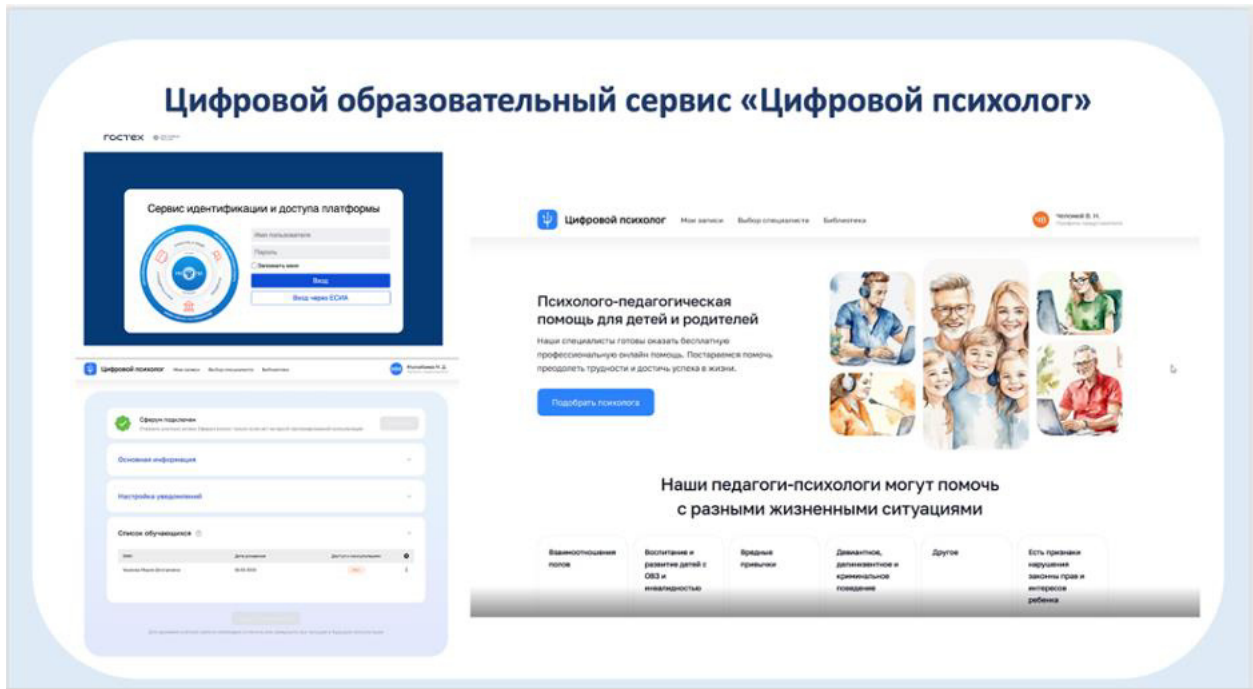 Цифровой образовательный сервис «Цифровой психолог»
ГОСТЕХ
Сервис идентификации и доступа платформы
Имя пользователя
Пароль
Запомнить меня
Вход
Вход через ЕСИА
Цифровой психолог Мои записи Выбор специалиста Библиотека
Сферум подключен
Основная информация
Настройка уведомлений
Список обучающихся
Дата рождения
Цифровой психолог Мои записи Выбор специалиста Библиотека
Челомей В. Н.
Психолого-педагогическая
помощь для детей и родителей
Наши специалисты готовы оказать бесплатную
профессиональную онлайн помощь. Постараемся помочь
преодолеть трудности и достичь успеха в жизни.
Подобрать психолога
Наши педагоги-психологи могут помочь
с разными жизненными ситуациями
Взаимоотношения
полов
Воспитание и
развитие детей с
ОВЗ и
инвалидностью
Вредные
привычки
Девиантное,
делинквентное и
криминальное
поведение
Другое
Есть признаки
нарушения
законны прав и
интересов
ребенка